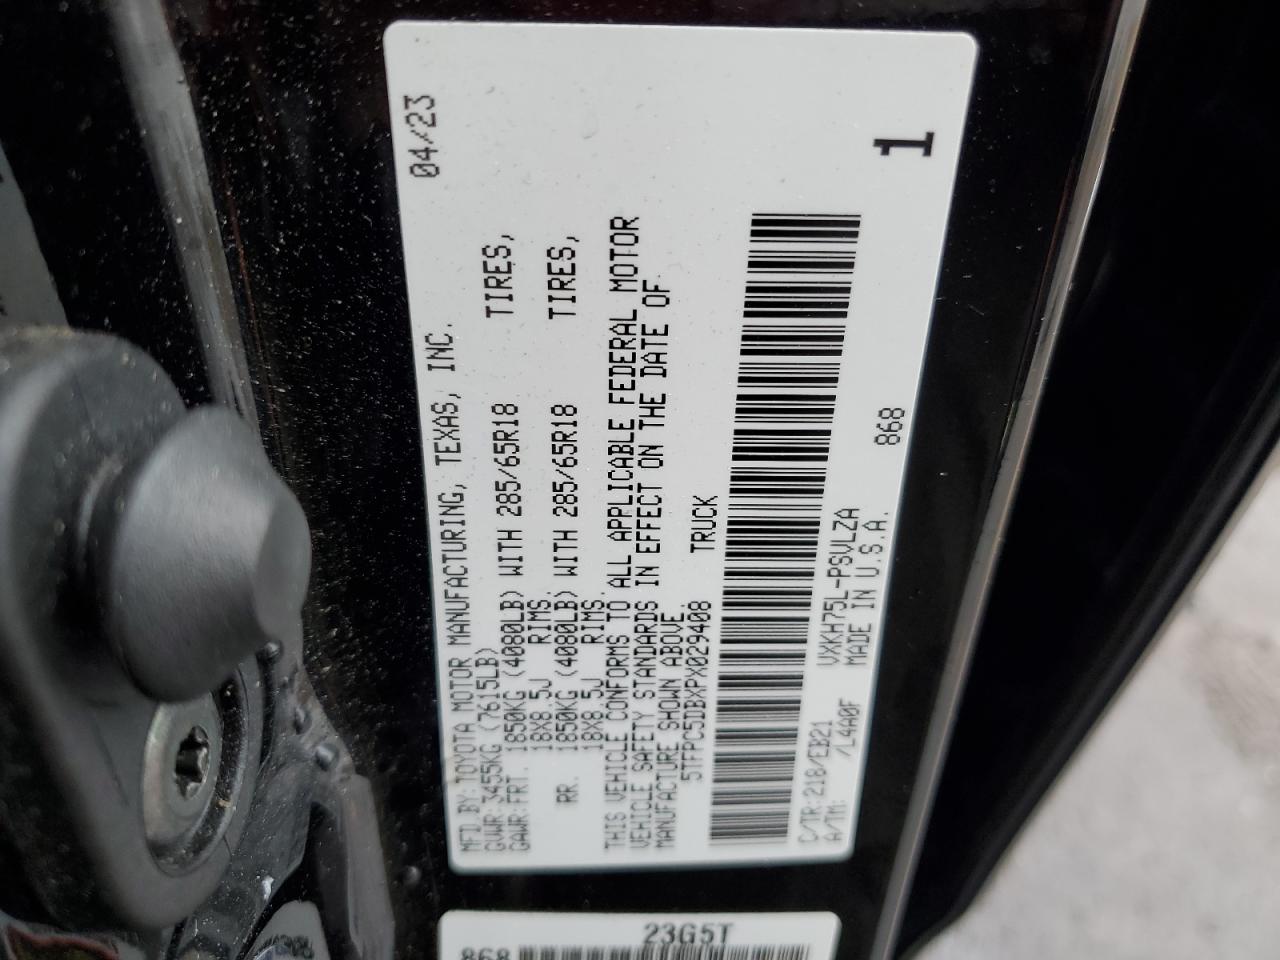 MFD.BY:TOYOTA MOTOR MANUFACTURING, TEXAS, INC. 04/23
GVWR:3455KG(7615LB)
GAWR:FRT. 1850KG(4080LB) WITH 285/65R18 TIRES,
18X8.5J RIMS.
RR. 1850KG(4080LB) WITH 285/65R18 TIRES,
18X8.5J RIMS.
THIS VEHICLE CONFORMS TO ALL APPLICABLE FEDERAL MOTOR
VEHICLE SAFETY STANDARDS IN EFFECT ON THE DATE OF
MANUFACTURE SHOWN ABOVE.
5TFPC5DBXPX029408 TRUCK
C/TR:218/EB21 VXKH75L-PSVLZA 868
A/TM: /L4A0F MADE IN U.S.A.
1
23G5T
868